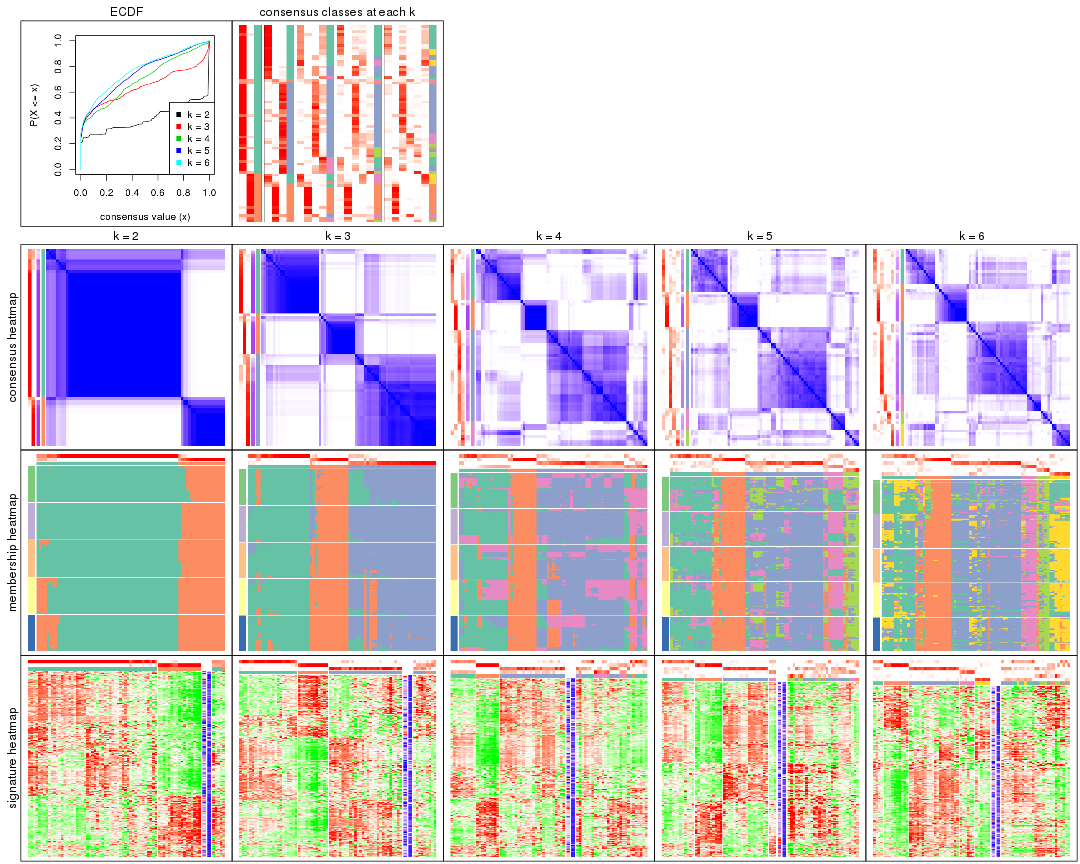 ECDF
consensus classes at each k
P(X <= x)
0.0 0.2 0.4 0.6 0.8 1.0
k = 2
k = 3
k = 4
k = 5
k = 6
0.0 0.2 0.4 0.6 0.8 1.0
consensus value (x)
k = 2
k = 3
k = 4
k = 5
k = 6
consensus heatmap
membership heatmap
signature heatmap